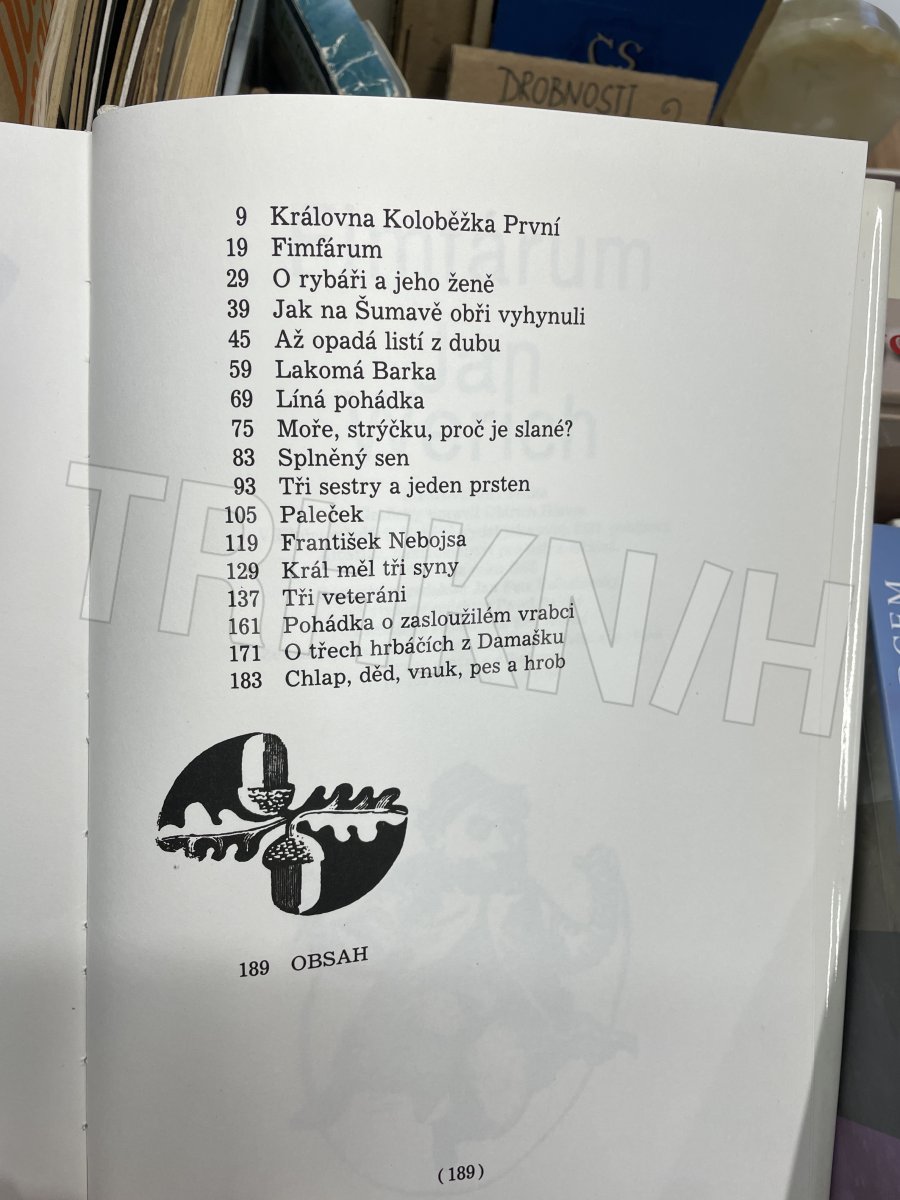 ČS
DROBNOSTI
9 Královna Koloběžka První
19 Fimfárum
29 O rybáři a jeho ženě
39 Jak na Šumavě obři vyhynuli
45 Až opadá listí z dubu
59 Lakomá Barka
69 Líná pohádka
75 Moře, strýčku, proč je slané?
83 Splněný sen
93 Tři sestry a jeden prsten
105 Paleček
119 František Nebojsa
129 Král měl tři syny
137 Tři veteráni
161 Pohádka o zasloužilém vrabci
171 O třech hrbáčích z Damašku
183 Chlap, děd, vnuk, pes a hrob
TRHKNIH
189 OBSAH
(189)